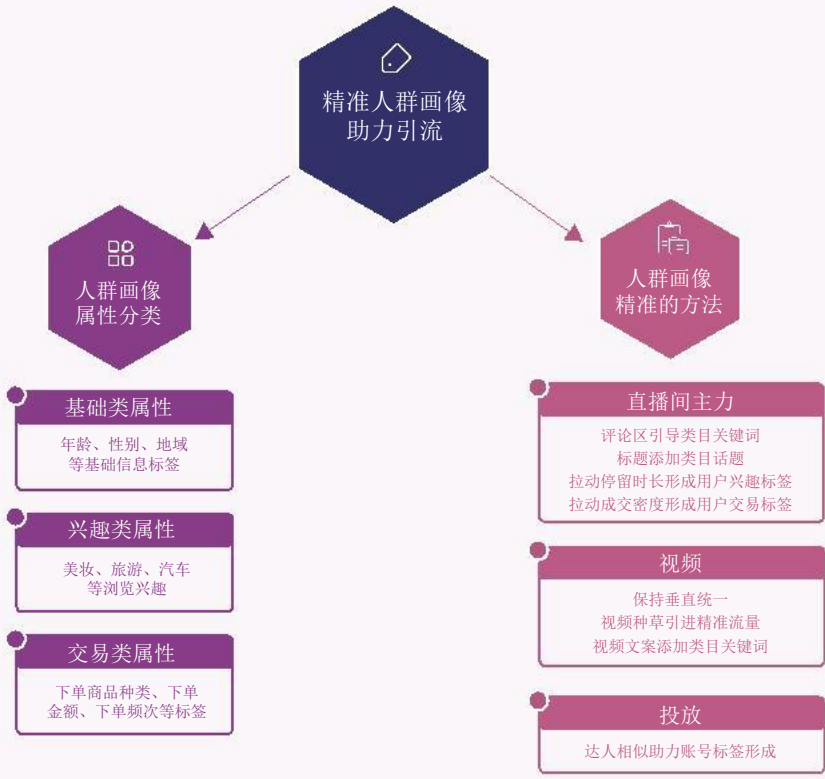 精准人群画像
助力引流
人群画像
属性分类
基础类属性
年龄、性别、地域
等基础信息标签
兴趣类属性
美妆、旅游、汽车
等浏览兴趣
交易类属性
下单商品种类、下单
金额、下单频次等标签
人群画像
精准的方法
直播间主力
评论区引导类目关键词
标题添加类目话题
拉动停留时长形成用户兴趣标签
拉动成交密度形成用户交易标签
视频
保持垂直统一
视频种草引进精准流量
视频文案添加类目关键词
投放
达人相似助力账号标签形成